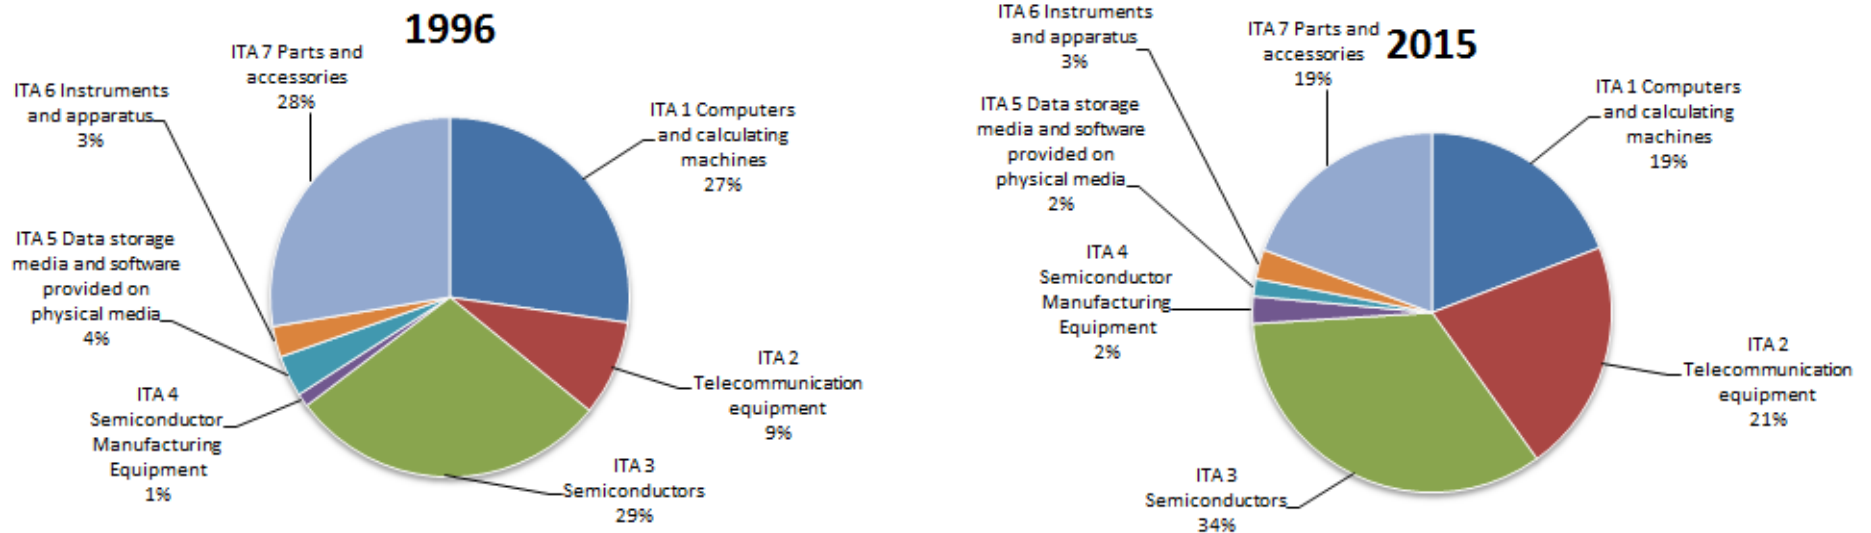 1996
ITA 7 Parts and
accessories
28%
ITA 6 Instruments
and apparatus
3%
ITA 1 Computers
and calculating
machines
27%
ITA 5 Data storage
media and software
provided on
physical media
4%
ITA 2
Telecommunication
equipment
9%
ITA 4
Semiconductor
Manufacturing
Equipment
1%
ITA 3
Semiconductors
29%
2015
ITA 6 Instruments
and apparatus
3%
ITA 7 Parts and
accessories
19%
ITA 1 Computers
and calculating
machines
19%
ITA 5 Data storage
media and software
provided on
physical media
2%
ITA 4
Semiconductor
Manufacturing
Equipment
2%
ITA 2
Telecommunication
equipment
21%
ITA 3
Semiconductors
34%